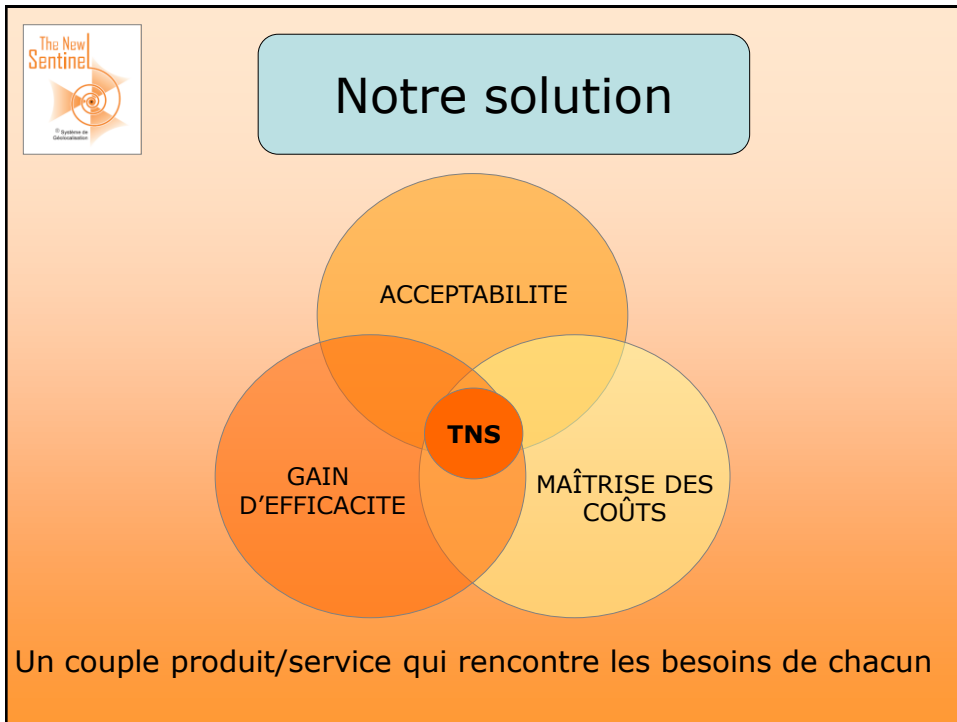 The New
Sentinel
© Système de
Géolocalisation
Notre solution
ACCEPTABILITE
TNS
GAIN
D’EFFICACITE
MAÎTRISE DES
COÛTS
Un couple produit/service qui rencontre les besoins de chacun